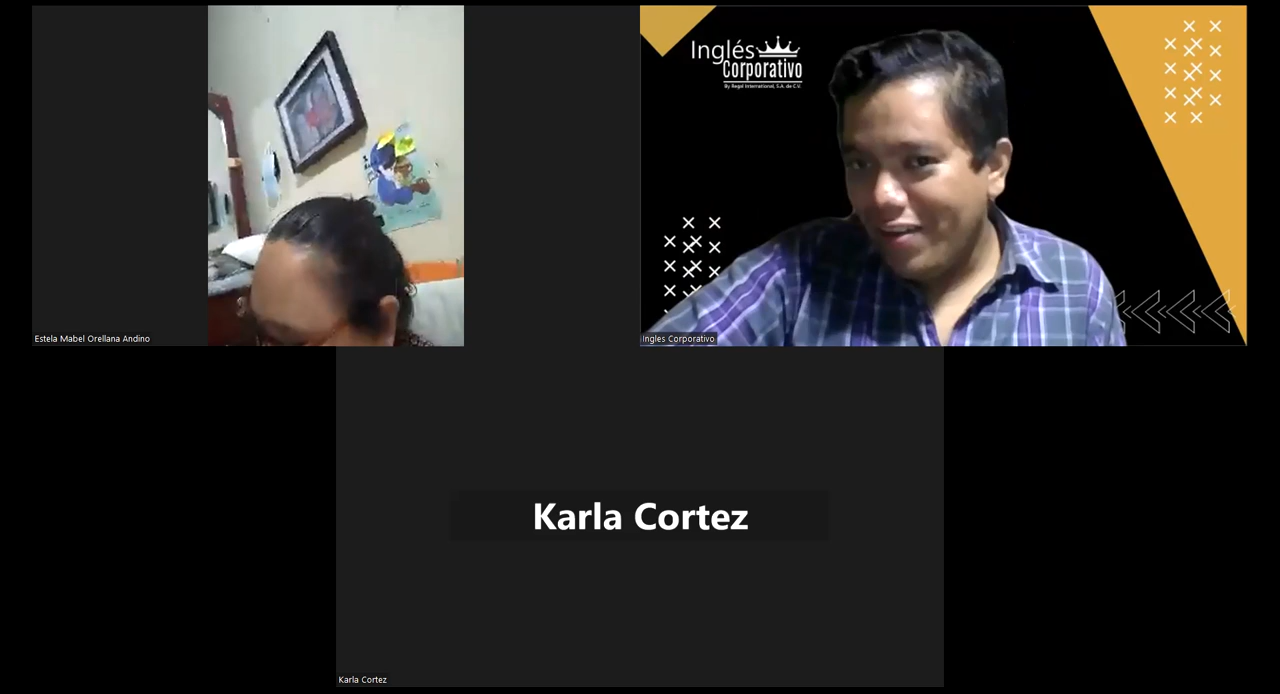 Inglés
Corporativo
By Regal International, S.A. de C.V.
Estela Mabel Orellana Andino
Ingles Corporativo
Karla Cortez
Karla Cortez